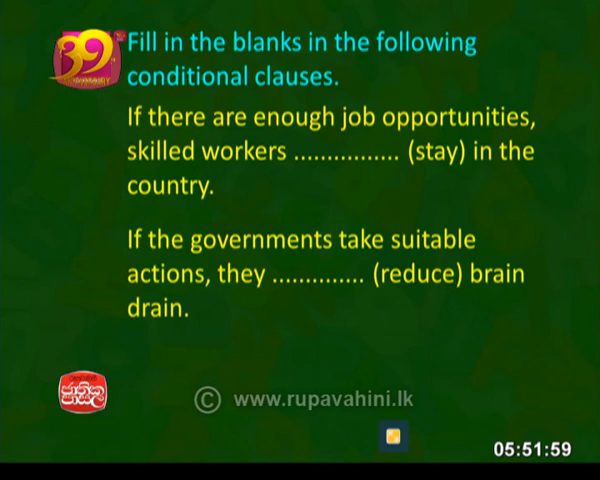 39
Fill in the blanks in the following
conditional clauses.
If there are enough job opportunities,
skilled workers ................ (stay) in the
country.
If the governments take suitable
actions, they .............. (reduce) brain
drain.
© www.rupavahini.lk
05:51:59